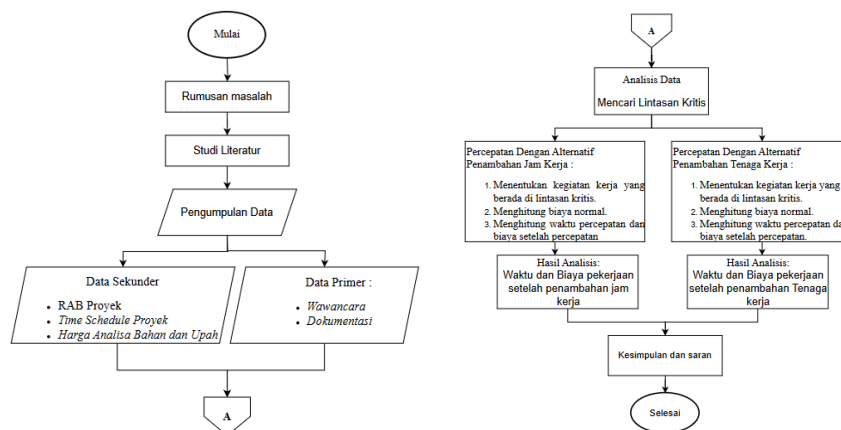 Mulai
Rumusan masalah
Studi Literatur
Pengumpulan Data
Data Sekunder
• RAB Proyek
• Time Schedule Proyek
• Harga Analisa Bahan dan Upah
Data Primer :
• Wawancara
• Dokumentasi
A
A
Analisis Data
Mencari Lintasan Kritis
Percepatan Dengan Alternatif
Penambahan Jam Kerja :
1. Menentukan kegiatan kerja yang
berada di lintasan kritis.
2. Menghitung biaya normal.
3. Menghitung waktu percepatan dan
biaya setelah percepatan
Percepatan Dengan Alternatif
Penambahan Tenaga Kerja :
1. Menentukan kegiatan kerja yang
berada di lintasan kritis.
2. Menghitung biaya normal.
3. Menghitung waktu percepatan da
biaya setelah percepatan.
Hasil Analisis:
Waktu dan Biaya pekerjaan
setelah penambahan jam
kerja
Hasil Analisis:
Waktu dan Biaya pekerjaan
setelah penambahan Tenaga
kerja
Kesimpulan dan saran
Selesai